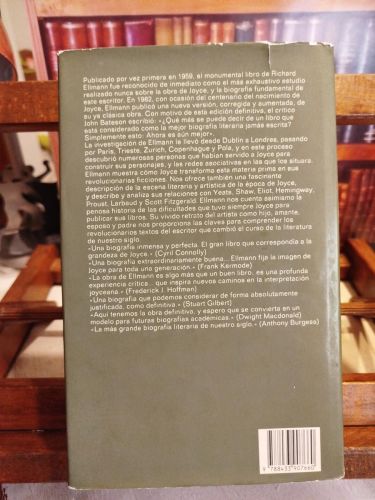 Publicado por vez primera en 1959, el monumental libro de Richard
Ellmann fue reconocido de inmediato como el más exhaustivo estudio
realizado nunca sobre la obra de Joyce, y la biografía fundamental de
este escritor. En 1982, con ocasión del centenario del nacimiento de
Joyce, Ellmann publicó una nueva versión, corregida y aumentada, de
su ya clásica obra. Con motivo de esta edición definitiva, el crítico
John Bateson escribió: «¿Qué más se puede decir de un libro que
está considerado como la mejor biografía literaria jamás escrita?
Simplemente esto: Ahora es aún mejor».
La investigación de Ellmann le llevó desde Dublín a Londres, pasando
por París, Trieste, Zurich, Copenhague y Pola, y en este proceso
descubrió numerosas personas que habían servido a Joyce para
construir sus personajes, y las redes asociativas en las que los situara.
Ellmann muestra cómo Joyce transforma esta materia prima en sus
revolucionarias ficciones. Nos ofrece también una fascinante
descripción de la escena literaria y artística de la época de Joyce,
y describe y analiza sus relaciones con Yeats, Shaw, Eliot, Hemingway,
Proust, Larbaud y Scott Fitzgerald. Ellmann nos cuenta asimismo la
penosa historia de las dificultades que tuvo siempre Joyce para
publicar sus libros. Su vívido retrato del artista como hijo, amante,
esposo y padre nos proporciona las claves para comprender los
revolucionarios textos del escritor que cambió el curso de la literatura
de nuestro siglo.
«Una biografía inmensa y perfecta. El gran libro que correspondía a la
grandeza de Joyce.» (Cyril Connolly)
«Una biografía extraordinariamente buena... Ellmann fija la imagen de
Joyce para toda una generación.» (Frank Kermode)
«La obra de Ellmann es algo más que un buen libro, es una profunda
experiencia crítica... que inspira nuevos caminos en la interpretación
joyceana.» (Frederick J. Hoffman)
«Una biografía que podemos considerar de forma absolutamente
justificada, como definitiva.» (Stuart Gilbert)
«Aquí tenemos la obra definitiva, y espero que se convierta en un
modelo para futuras biografías académicas.» (Dwight Macdonald)
«La más grande biografía literaria de nuestro siglo.» (Anthony Burgess)
9 788433 907660